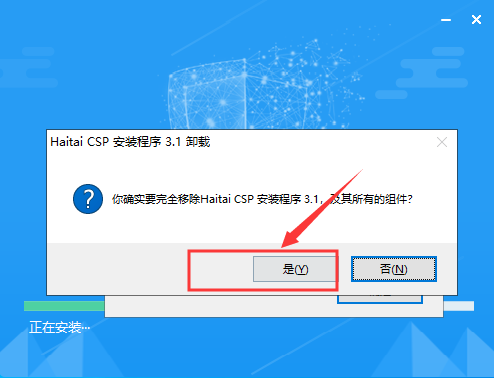 Haitai CSP 安装程序 3.1 卸载
你确实要完全移除Haitai CSP 安装程序 3.1，及其所有的组件？
是(Y)
否(N)
正在安装...